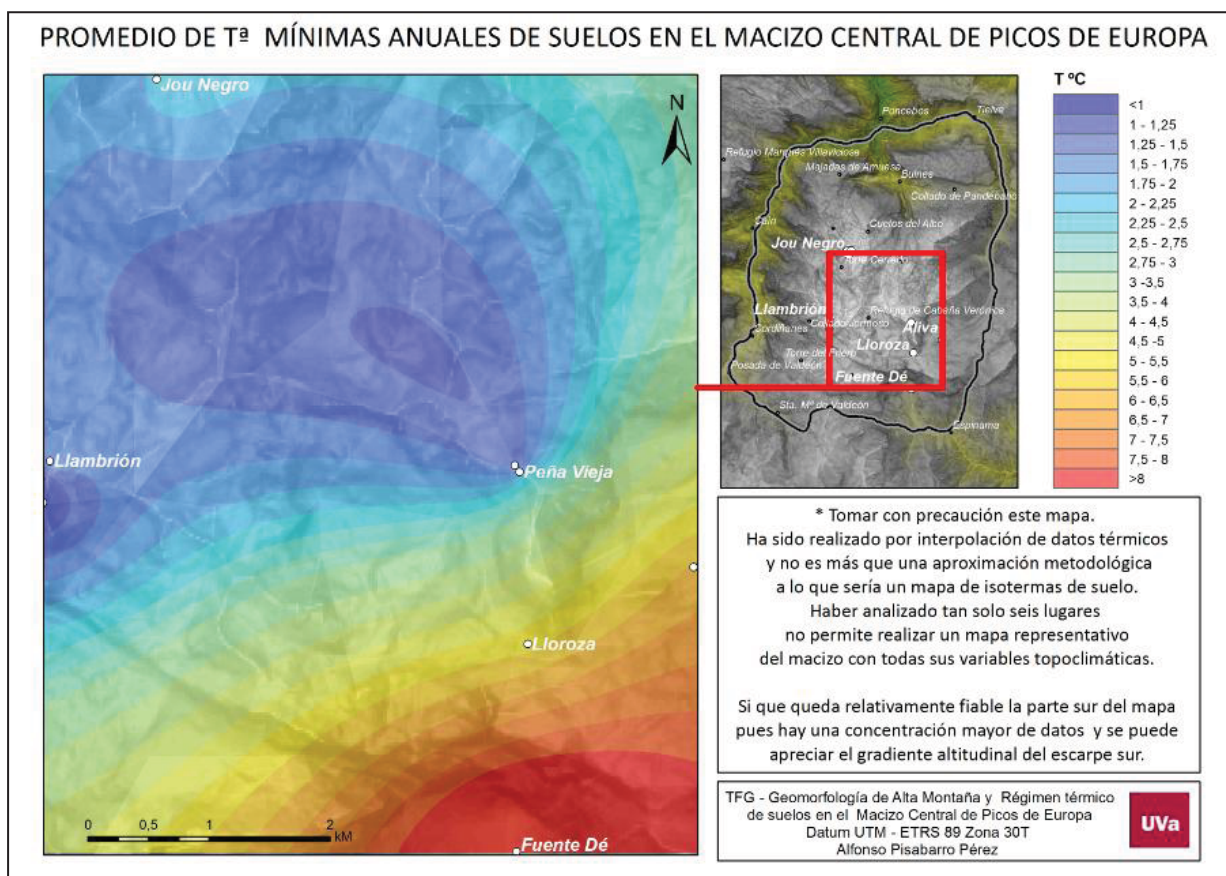 PROMEDIO DE Tª MÍNIMAS ANUALES DE SUELOS EN EL MACIZO CENTRAL DE PICOS DE EUROPA
Jou Negro
N
Llambrión
Peña Vieja
Lloroza
Fuente Dé
0 0,5 1 2
kM
Poncebos
Tielve
Refugio Marqués Villaviciosa
Majadas de Amuesa
Bulnes
Collado de Pandebano
Caín
Cuetos del Albo
Jou Negro
Torre Cerredo
Llambrión
Refugio de Cabaña Verónica
Collado Jermoso
Cordiñanes
Aliva
Lloroza
Torre del Friero
Posada de Valdeón
Fuente Dé
Sta. Mª de Valdeón
Espinama
T ºC
<1
1 - 1,25
1.25 - 1,5
1,5 - 1,75
1.75 - 2
2 - 2,25
2,25 - 2,5
2,5 - 2,75
2,75 - 3
3 -3,5
3,5 - 4
4 - 4,5
4,5 -5
5 - 5,5
5,5 - 6
6 - 6,5
6,5 - 7
7 - 7,5
7,5 - 8
>8
* Tomar con precaución este mapa.
Ha sido realizado por interpolación de datos térmicos
y no es más que una aproximación metodológica
a lo que sería un mapa de isotermas de suelo.
Haber analizado tan solo seis lugares
no permite realizar un mapa representativo
del macizo con todas sus variables topoclimáticas.
Si que queda relativamente fiable la parte sur del mapa
pues hay una concentración mayor de datos y se puede
apreciar el gradiente altitudinal del escarpe sur.
TFG - Geomorfología de Alta Montaña y Régimen térmico
de suelos en el Macizo Central de Picos de Europa
Datum UTM - ETRS 89 Zona 30T
Alfonso Pisabarro Pérez
UVa